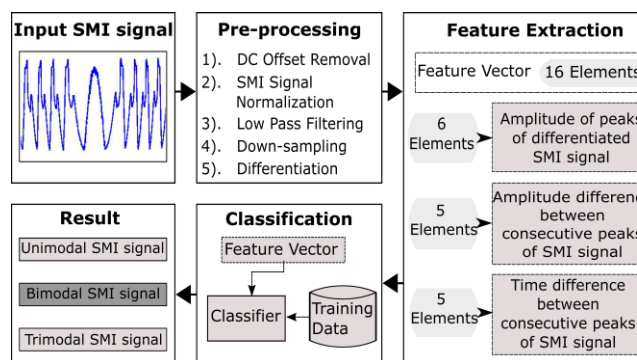 Input SMI signal
Pre-processing
1). DC Offset Removal
2). SMI Signal
Normalization
3). Low Pass Filtering
4). Down-sampling
5). Differentiation
Feature Extraction
Feature Vector 16 Elements
6
Elements
Amplitude of peaks
of differentiated
SMI signal
5
Elements
Amplitude difference
between
consecutive peaks
of SMI signal
5
Elements
Time difference
between
consecutive peaks
of SMI signal
Classification
Feature Vector
Classifier
Training
Data
Result
Unimodal SMI signal
Bimodal SMI signal
Trimodal SMI signal